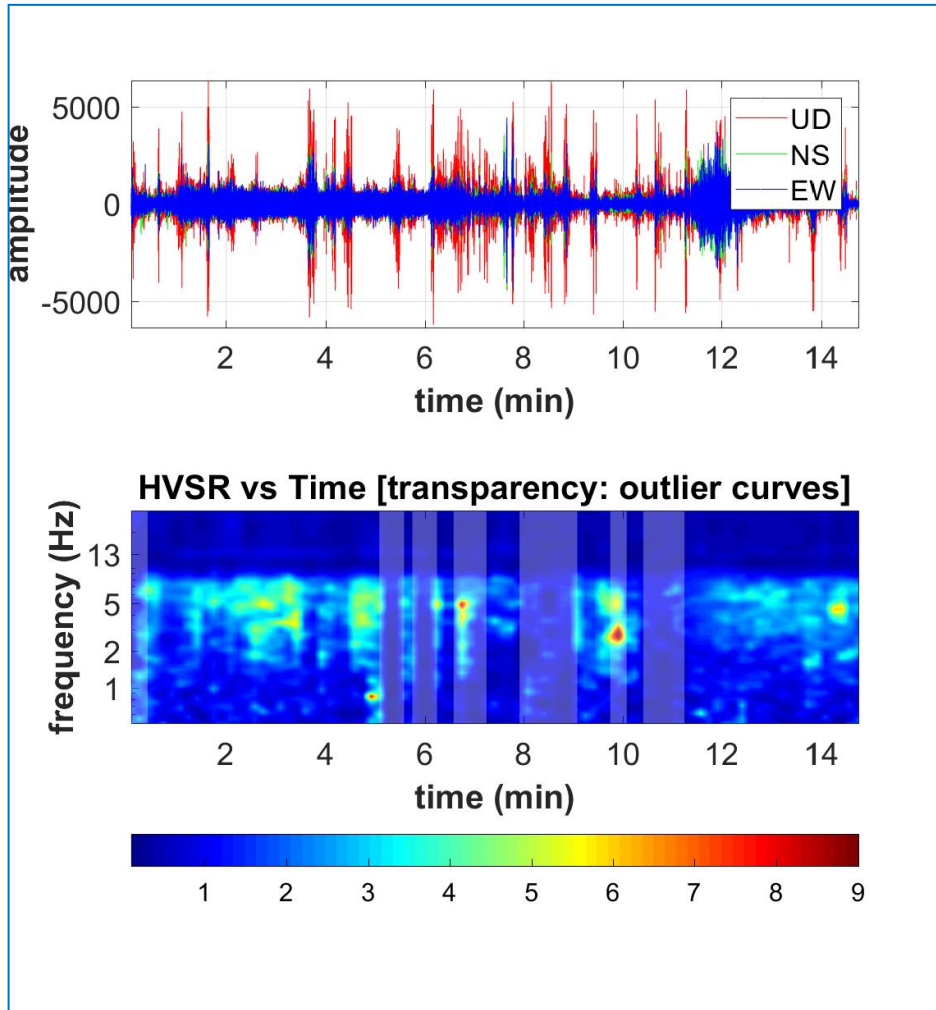 5000
0
-5000
amplitude
UD
NS
EW
2 4 6 8 10 12 14
time (min)
HVSR vs Time [transparency: outlier curves]
frequency (Hz)
13
5
2
1
2 4 6 8 10 12 14
time (min)
1 2 3 4 5 6 7 8 9